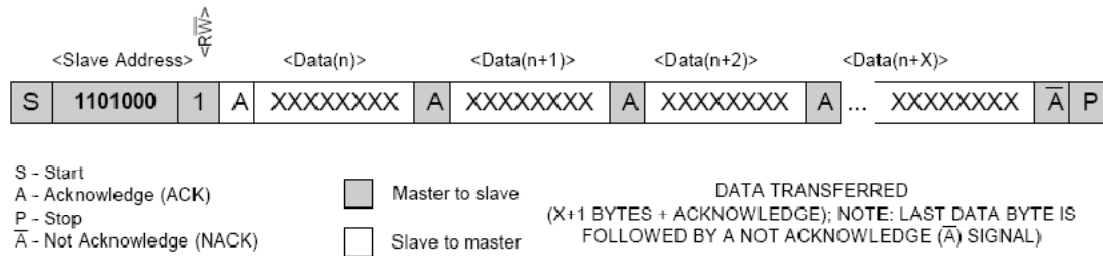 <RW̅>
<Slave Address> <Data(n)> <Data(n+1)> <Data(n+2)> <Data(n+X)>
S 1101000 1 A XXXXXXXX A XXXXXXXX A XXXXXXXX A ... XXXXXXXX A̅ P
S - Start
A - Acknowledge (ACK)
P - Stop
A̅ - Not Acknowledge (NACK)
Master to slave
Slave to master
DATA TRANSFERRED
(X+1 BYTES + ACKNOWLEDGE); NOTE: LAST DATA BYTE IS
FOLLOWED BY A NOT ACKNOWLEDGE (A̅) SIGNAL)